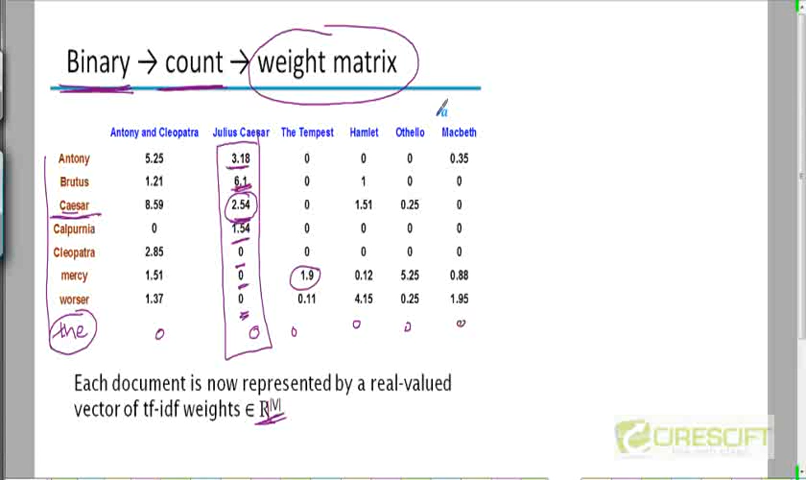 Binary → count → weight matrix
Antony and Cleopatra Julius Caesar The Tempest Hamlet Othello Macbeth
Antony 5.25 3.18 0 0 0 0.35
Brutus 1.21 6.1 0 1 0 0
Caesar 8.59 2.54 0 1.51 0.25 0
Calpurnia 0 1.54 0 0 0 0
Cleopatra 2.85 0 0 0 0 0
mercy 1.51 0 1.9 0.12 5.25 0.88
worser 1.37 0 0.11 4.15 0.25 1.95
the 0 0 0 0 0 0
Each document is now represented by a real-valued
vector of tf-idf weights ∈ R|V|